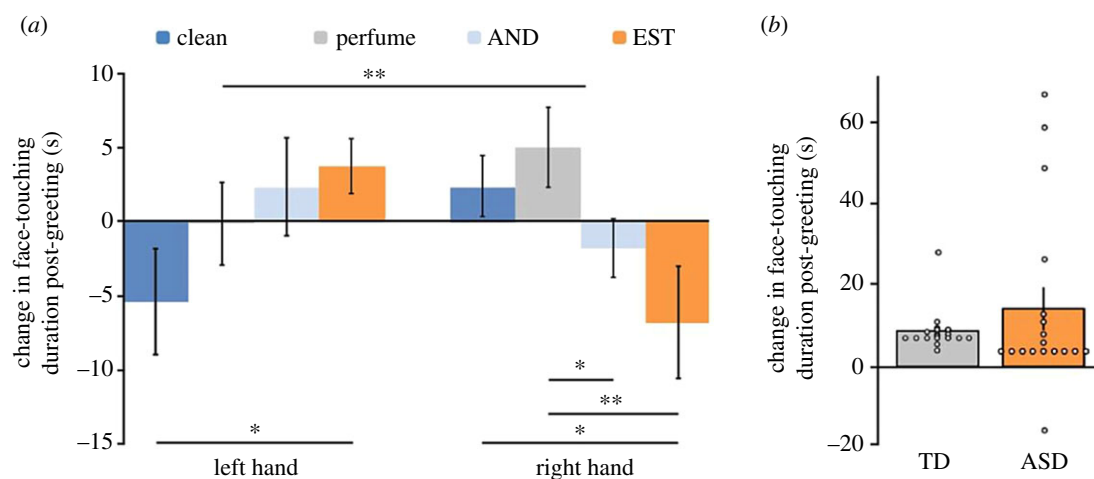 (a)
clean perfume AND EST
change in face-touching
duration post-greeting (s)
10
5
0
–5
–10
–15
**
*
**
*
*
left hand right hand
(b)
change in face-touching
duration post-greeting (s)
60
40
20
0
–20
TD ASD